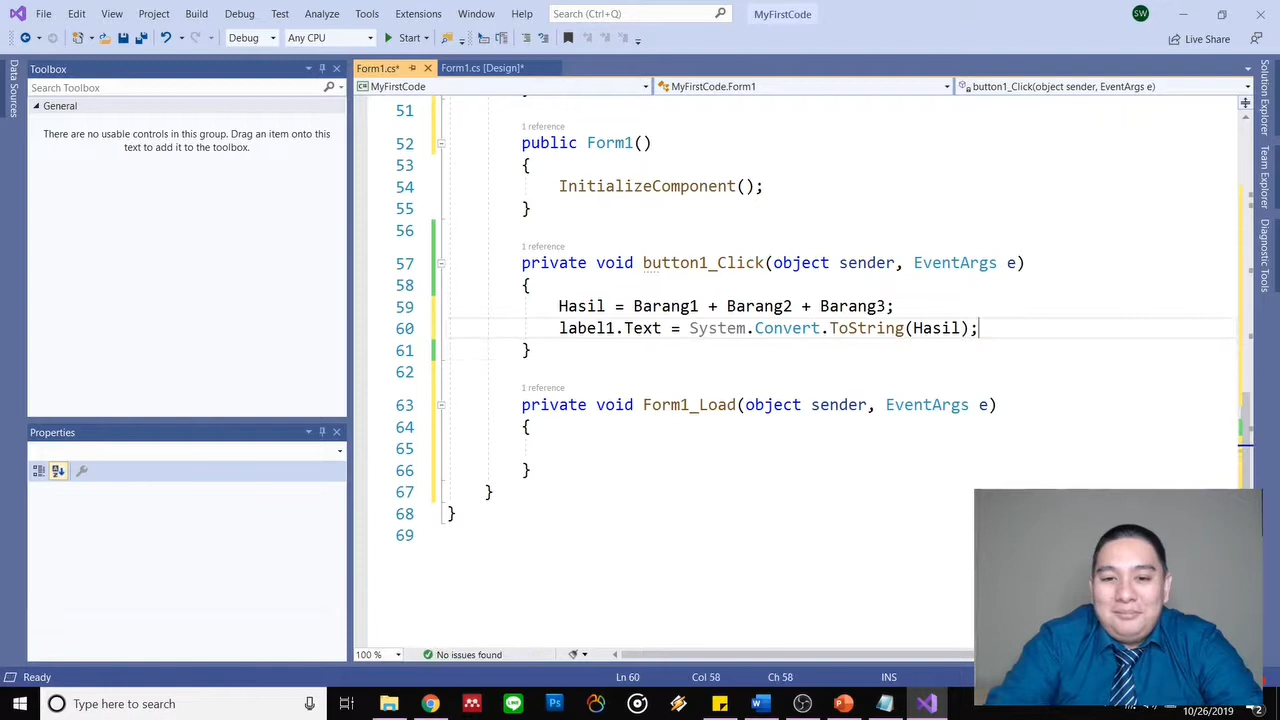 File Edit View Project Build Debug Test Analyze Tools Extensions Window Help Search (Ctrl+Q) MyFirstCode SW
Debug Any CPU Start Live Share
Toolbox
Search Toolbox
General
There are no usable controls in this group. Drag an item onto this
text to add it to the toolbox.
Properties
Data Sources
Form1.cs* Form1.cs [Design]*
MyFirstCode MyFirstCode.Form1 button1_Click(object sender, EventArgs e)
51
1 reference
52 public Form1()
53 {
54 InitializeComponent();
55 }
56
1 reference
57 private void button1_Click(object sender, EventArgs e)
58 {
59 Hasil = Barang1 + Barang2 + Barang3;
60 label1.Text = System.Convert.ToString(Hasil);
61 }
62
1 reference
63 private void Form1_Load(object sender, EventArgs e)
64 {
65
66 }
67 }
68 }
69
Solution Explorer
Team Explorer
Diagnostic Tools
100 % No issues found
Ready Ln 60 Col 58 Ch 58 INS
Type here to search
10/26/2019 2